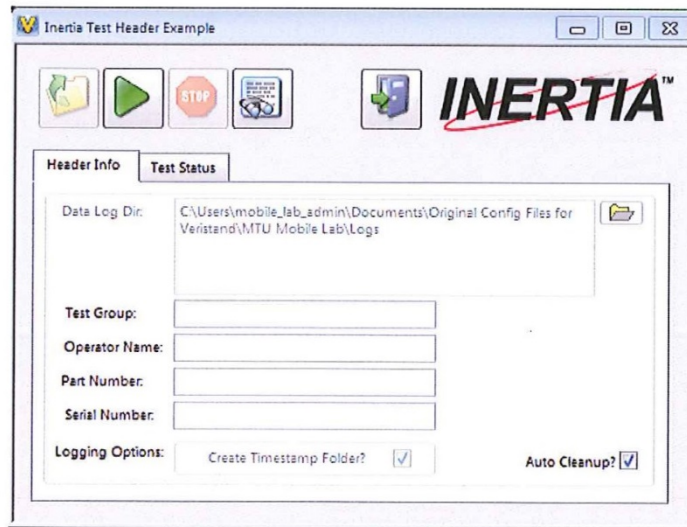 Inertia Test Header Example
STOP
INERTIA™
Header Info
Test Status
Data Log Dir:
C:\Users\mobile_lab_admin\Documents\Original Config Files for
Veristand\MTU Mobile Lab\Logs
Test Group:
Operator Name:
Part Number:
Serial Number:
Logging Options:
Create Timestamp Folder?
Auto Cleanup?